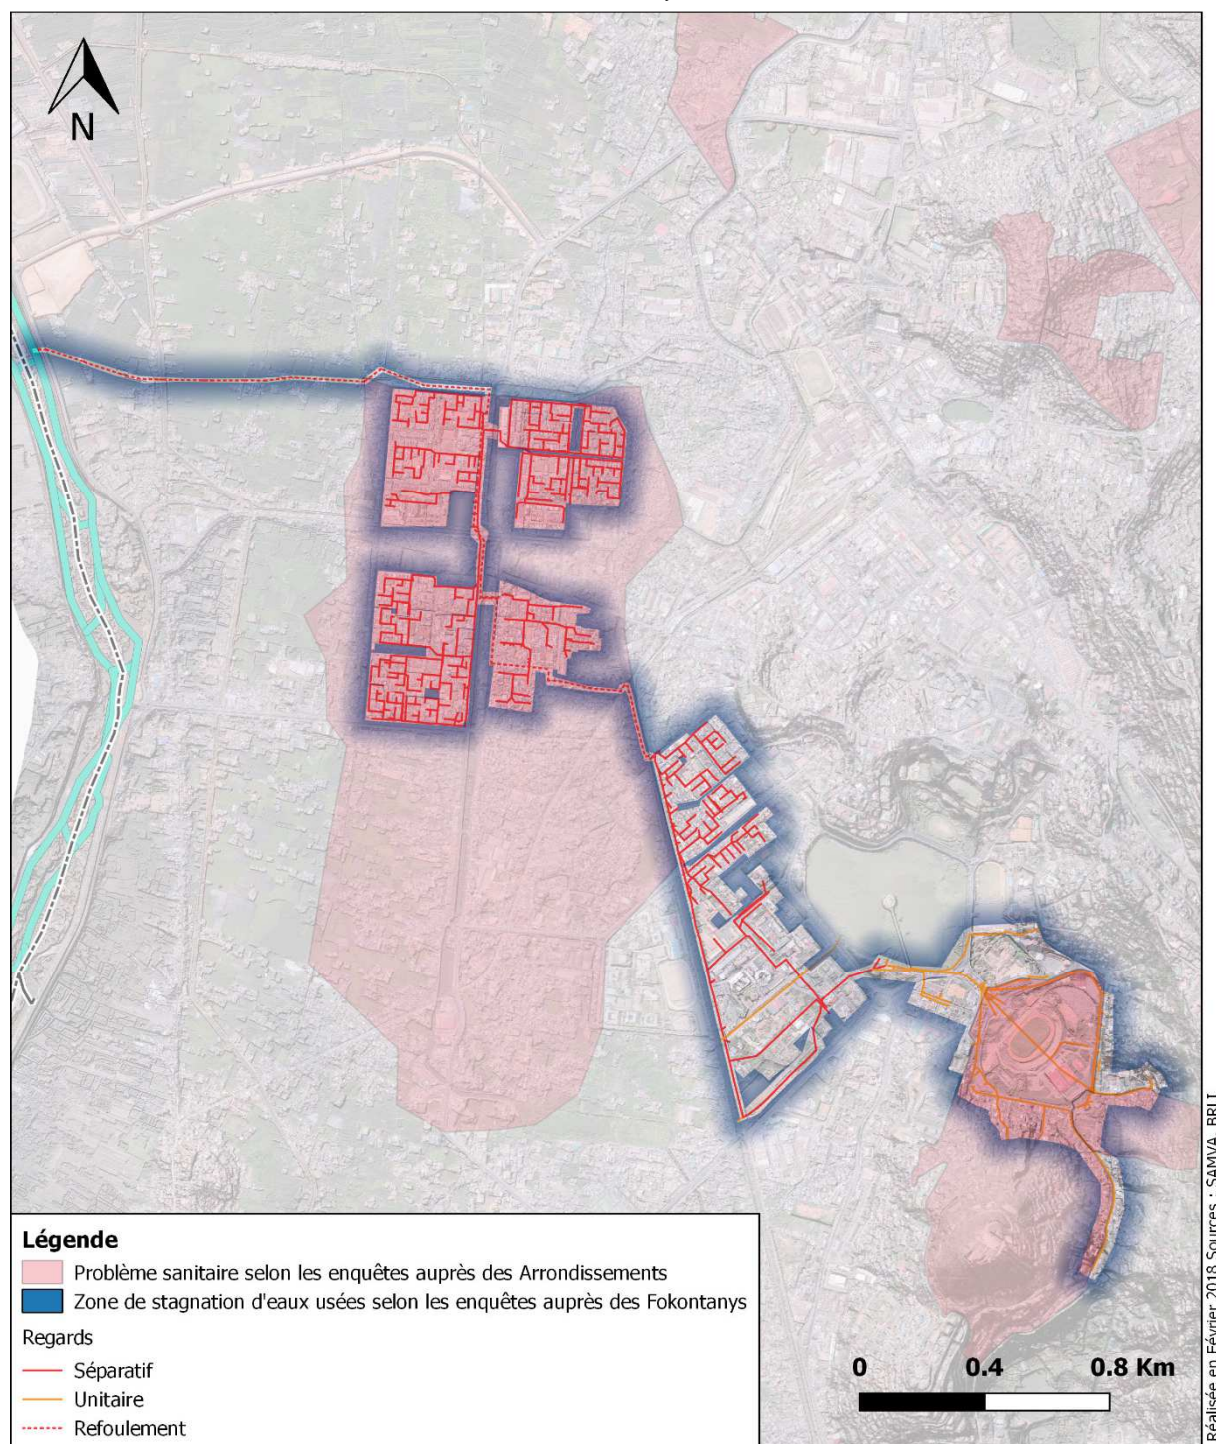 N
Légende
Problème sanitaire selon les enquêtes auprès des Arrondissements
Zone de stagnation d'eaux usées selon les enquêtes auprès des Fokontanys
Regards
Séparatif
Unitaire
Refoulement
0 0.4 0.8 Km
Réalisée en Février 2018 Sources : SAMVA, BRLI